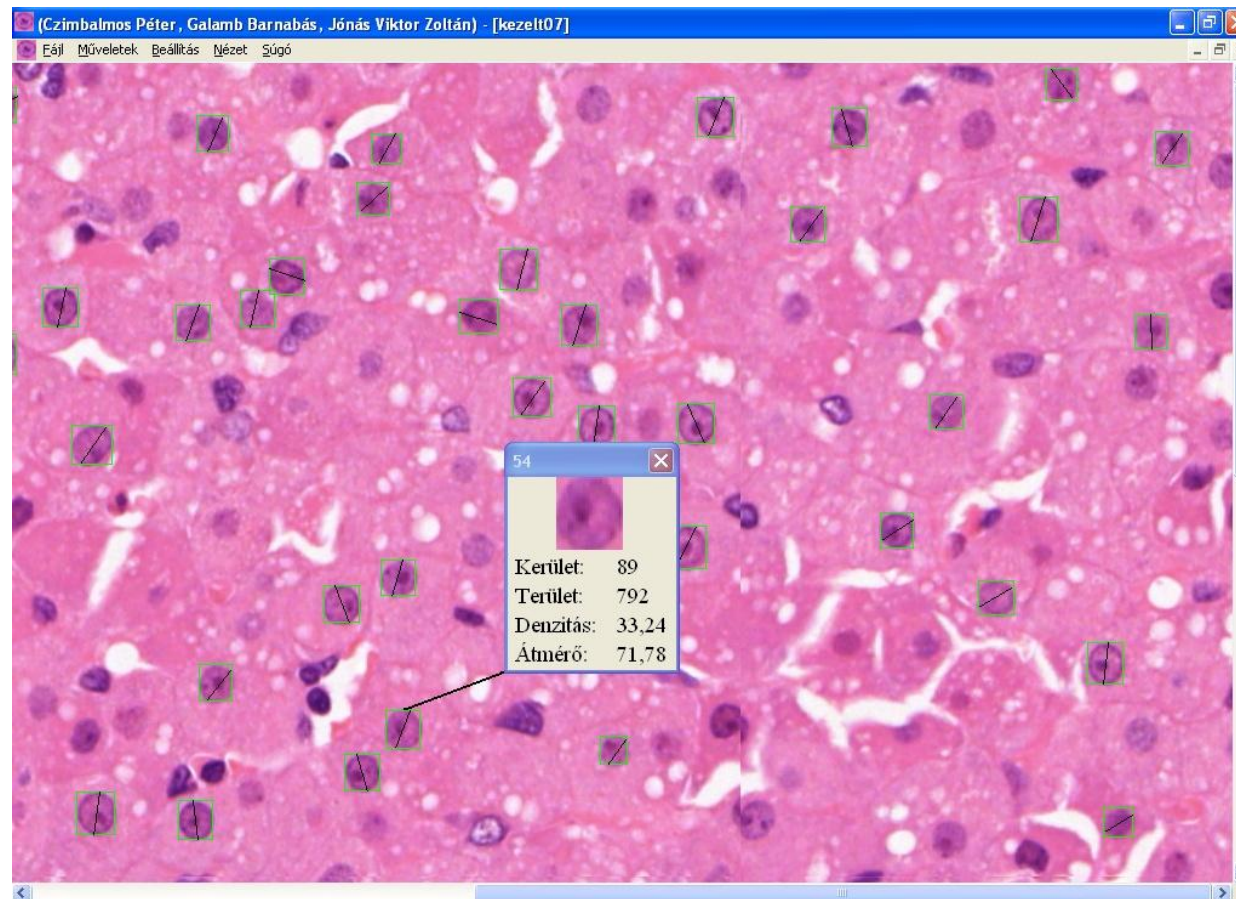 (Czimbalmos Péter, Galamb Barnabás, Jónás Viktor Zoltán) - [kezelt07]
Fájl Műveletek Beállítás Nézet Súgó
54
Kerület: 89
Terület: 792
Denzitás: 33,24
Átmérő: 71,78